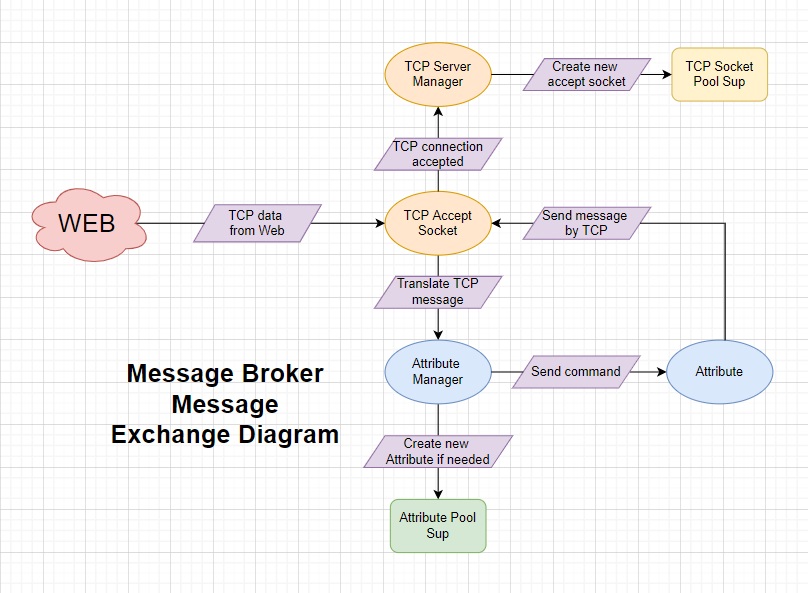 TCP Server
Manager
Create new
accept socket
TCP Socket
Pool Sup
TCP connection
accepted
WEB
TCP data
from Web
TCP Accept
Socket
Send message
by TCP
Translate TCP
message
Message Broker
Message
Exchange Diagram
Attribute
Manager
Send command
Attribute
Create new
Attribute if needed
Attribute Pool
Sup